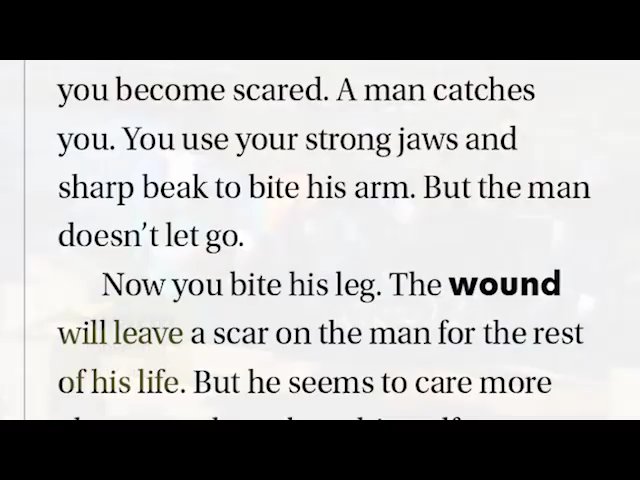 you become scared. A man catches
you. You use your strong jaws and
sharp beak to bite his arm. But the man
doesn’t let go.
Now you bite his leg. The wound
will leave a scar on the man for the rest
of his life. But he seems to care more